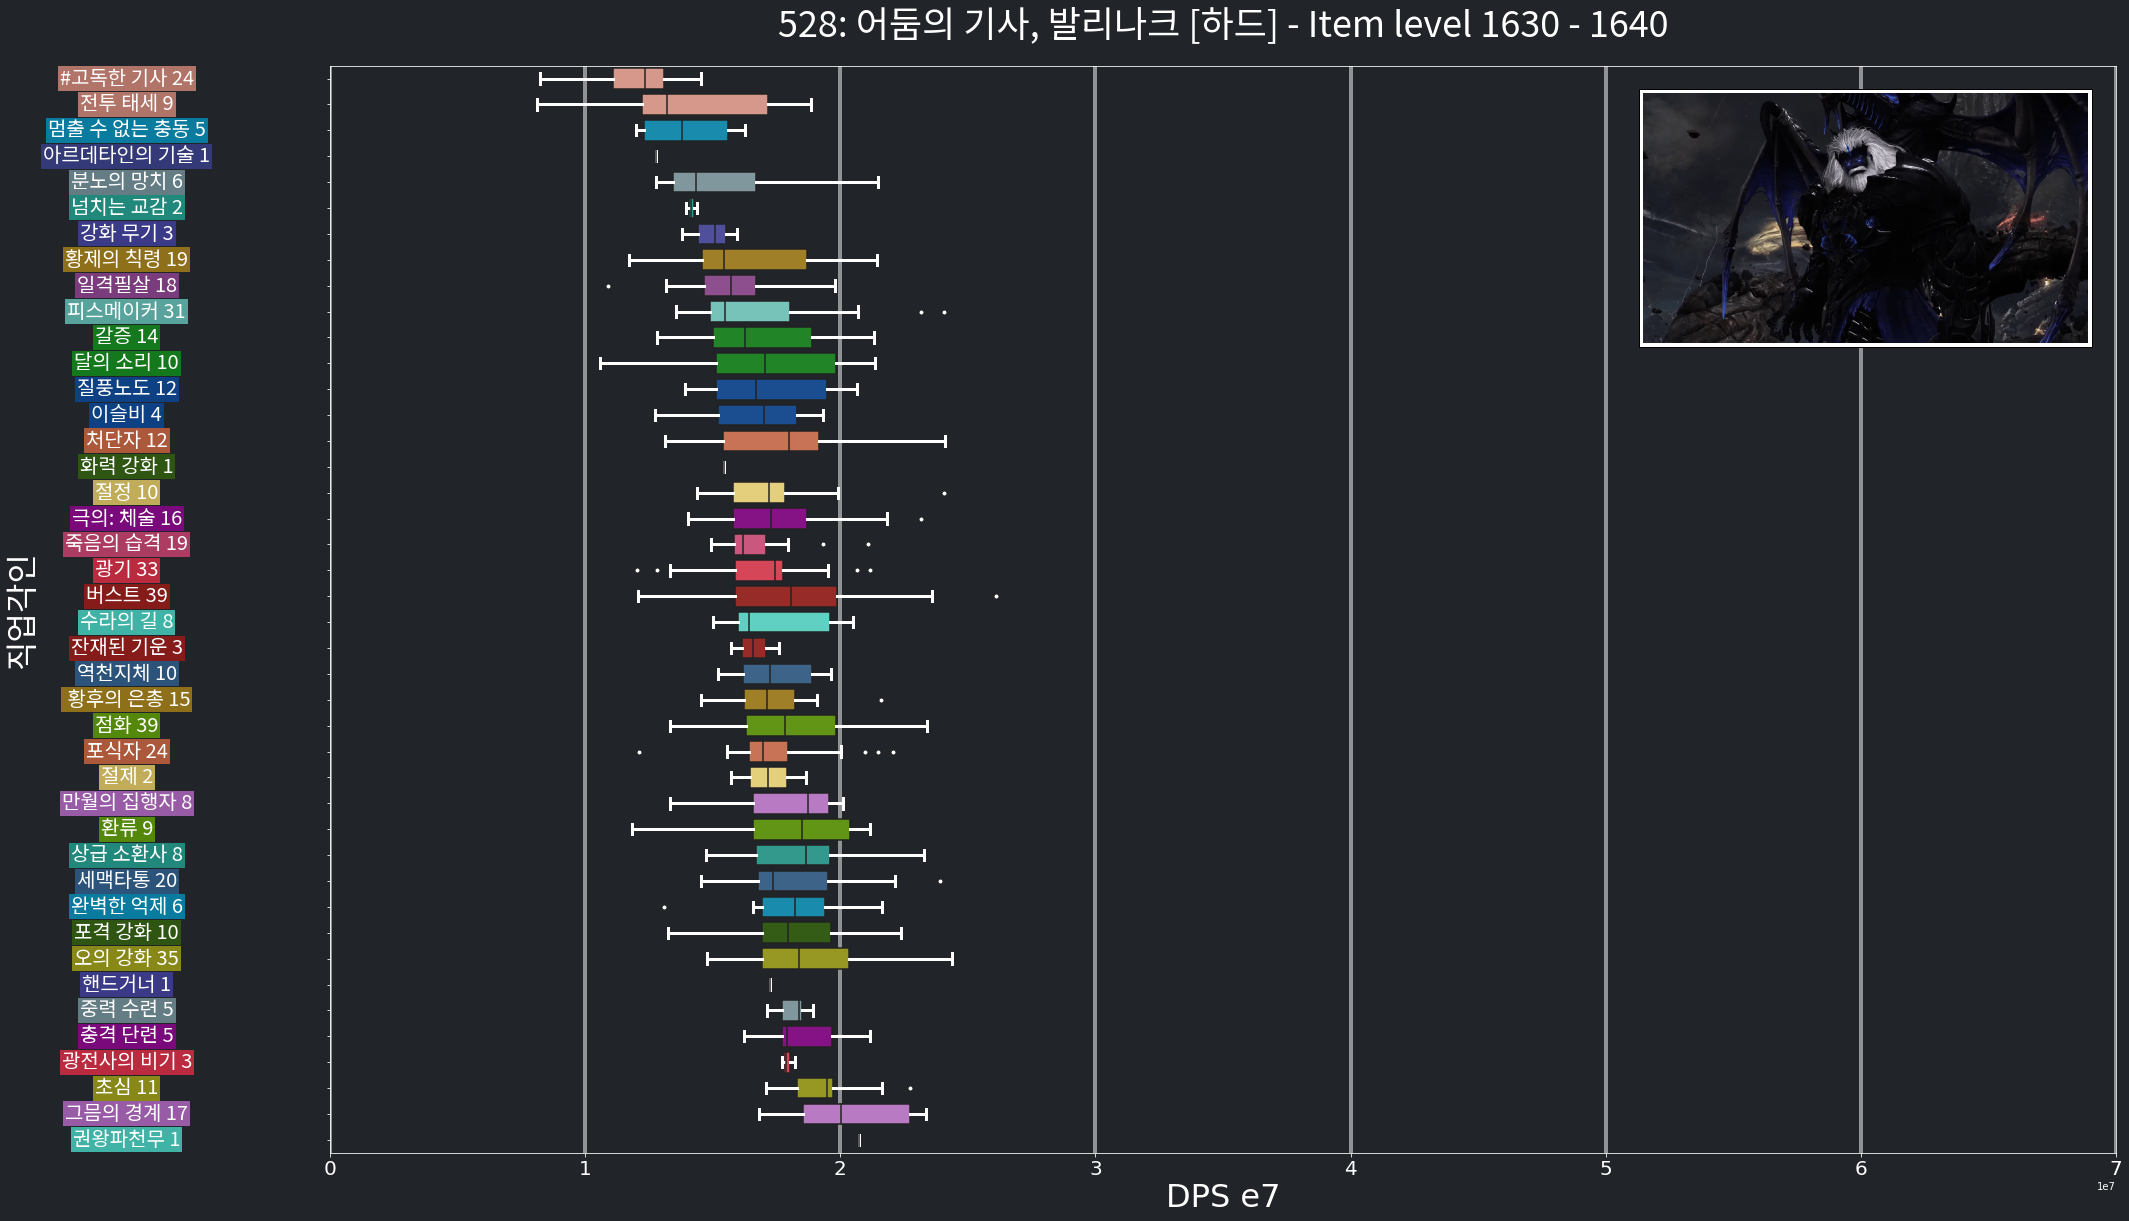 528: 어둠의 기사, 발리나크 [하드] - Item level 1630 - 1640
직업각인
#고독한 기사 24
전투 태세 9
멈출 수 없는 충동 5
아르데타인의 기술 1
분노의 망치 6
넘치는 교감 2
강화 무기 3
황제의 칙령 19
일격필살 18
피스메이커 31
갈증 14
달의 소리 10
질풍노도 12
이슬비 4
처단자 12
화력 강화 1
절정 10
극의: 체술 16
죽음의 습격 19
광기 33
버스트 39
수라의 길 8
잔재된 기운 3
역천지체 10
황후의 은총 15
점화 39
포식자 24
절제 2
만월의 집행자 8
환류 9
상급 소환사 8
세맥타통 20
완벽한 억제 6
포격 강화 10
오의 강화 35
핸드거너 1
중력 수련 5
충격 단련 5
광전사의 비기 3
초심 11
그믐의 경계 17
권왕파천무 1
0 1 2 3 4 5 6 7
1e7
DPS e7